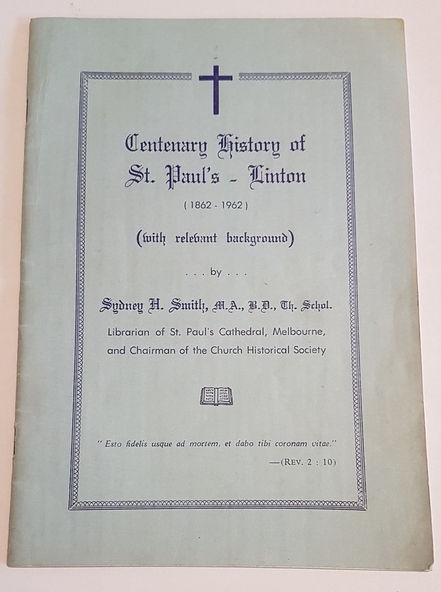 Centenary History of
St. Paul's - Linton
( 1862 - 1962 )
(with relevant background)
. . . by . . .
Sydney H. Smith, M.A., B.D., Th. Schol.
Librarian of St. Paul's Cathedral, Melbourne,
and Chairman of the Church Historical Society
" Esto fidelis usque ad mortem, et dabo tibi coronam vitae."
—(Rev. 2 : 10)